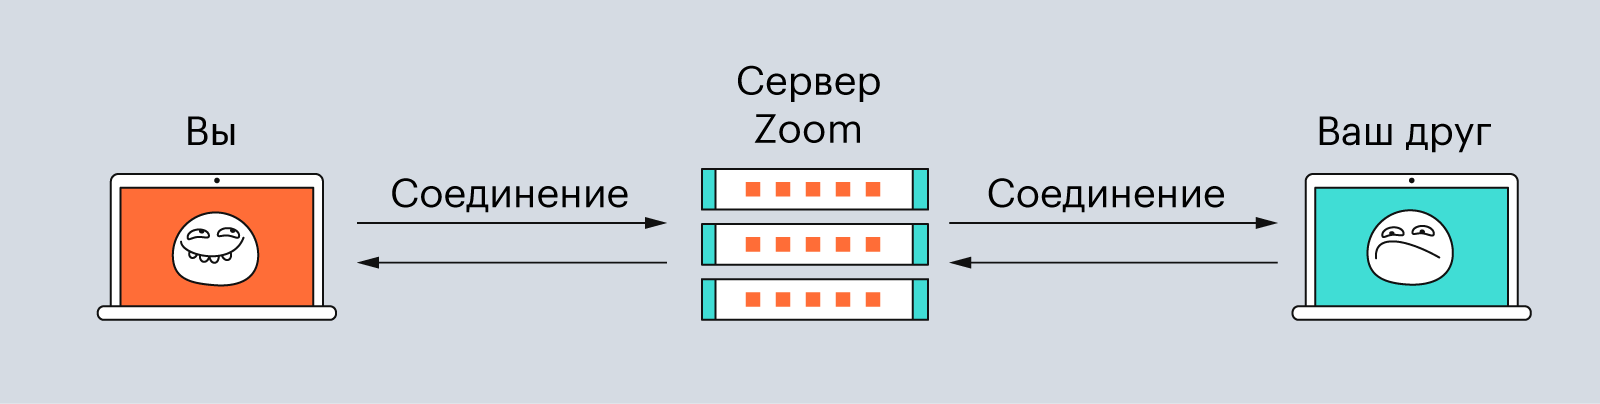 Сервер
Zoom
Вы
Ваш друг
Соединение
Соединение